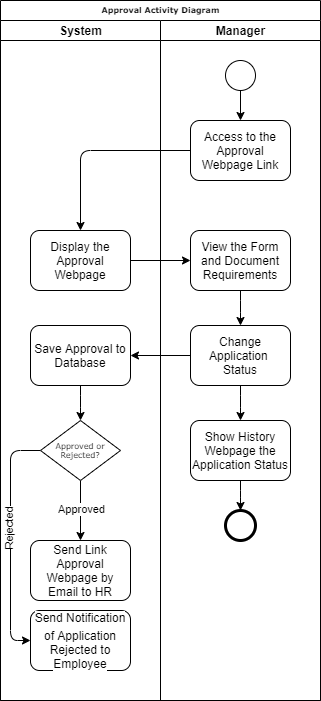 Approval Activity Diagram
System
Manager
Access to the
Approval
Webpage Link
Display the
Approval
Webpage
View the Form
and Document
Requirements
Save Approval to
Database
Change
Application
Status
Approved or
Rejected?
Show History
Webpage the
Application Status
Rejected
Approved
Send Link
Approval
Webpage by
Email to HR
Send Notification
of Application
Rejected to
Employee